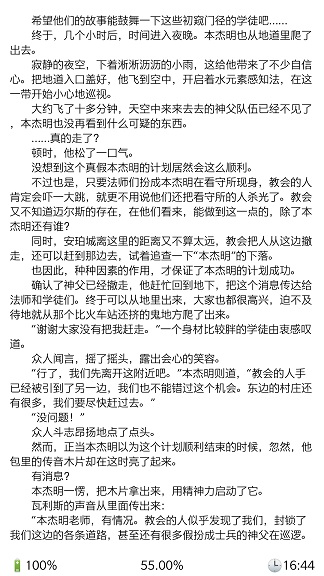 希望他们的故事能鼓舞一下这些初窥门径的学徒吧……
终于，几个小时后，时间进入夜晚。本杰明也从地道里爬了
出去。
寂静的夜空，下着淅淅沥沥的小雨，这给他带来了不少自信
心。把地道入口盖好，他飞到空中，开启着水元素感知法，在这
一带开始小心地巡视。
大约飞了十多分钟，天空中来来去去的神父队伍已经不见了
，本杰明也没再看到什么可疑的东西。
……真的走了？
顿时，他松了一口气。
没想到这个真假本杰明的计划居然会这么顺利。
不过也是，只要法师们扮成本杰明在看守所现身，教会的人
肯定会吓一大跳，就更不用说他们还把看守所的人杀光了。教会
又不知道迈尔斯的存在，在他们看来，能做到这一点的，除了本
杰明还有谁？
同时，安珀城离这里的距离又不算太远，教会把人从这边撤
走，还可以赶到那边去，试着追查一下“本杰明”的下落。
也因此，种种因素的作用，才保证了本杰明的计划成功。
确认了神父已经撤走，他赶忙回到地下，把这个消息传达给
法师和学徒们。终于可以从地里出来，大家也都很高兴，迫不及
待地就从那个比火车站还挤的鬼地方爬了出来。
“谢谢大家没有把我赶走。”一个身材比较胖的学徒由衷感叹
道。
众人闻言，摇了摇头，露出会心的笑容。
“行了，我们先离开这附近吧。”本杰明则道，“教会的人手
已经被引到了另一边，我们也不能错过这个机会。东边的村庄还
有很多，我们要尽快赶过去。”
“没问题！”
众人斗志昂扬地点了点头。
然而，正当本杰明以为这个计划顺利结束的时候，忽然，他
包里的传音木片却在这时亮了起来。
有消息？
本杰明一愣，把木片拿出来，用精神力启动了它。
瓦利斯的声音从里面传出来：
“本杰明老师，有情况。教会的人似乎发现了我们，封锁了
我们这边的各条道路，甚至还有很多假扮成士兵的神父在巡逻。
100% 55.00% 16:44